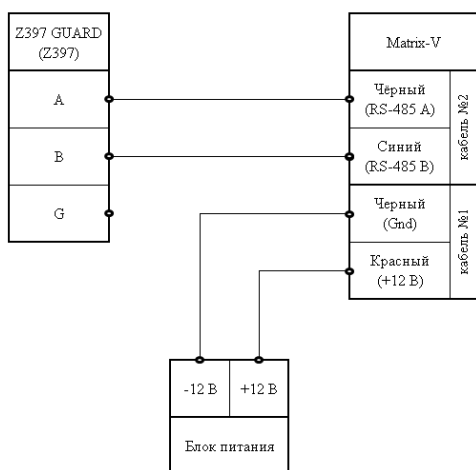 Z397 GUARD
(Z397)
A
B
G
Matrix-V
Чёрный
(RS-485 A)
Синий
(RS-485 B)
кабель №2
Черный
(Gnd)
Красный
(+12 В)
кабель №1
-12 В
+12 В
Блок питания